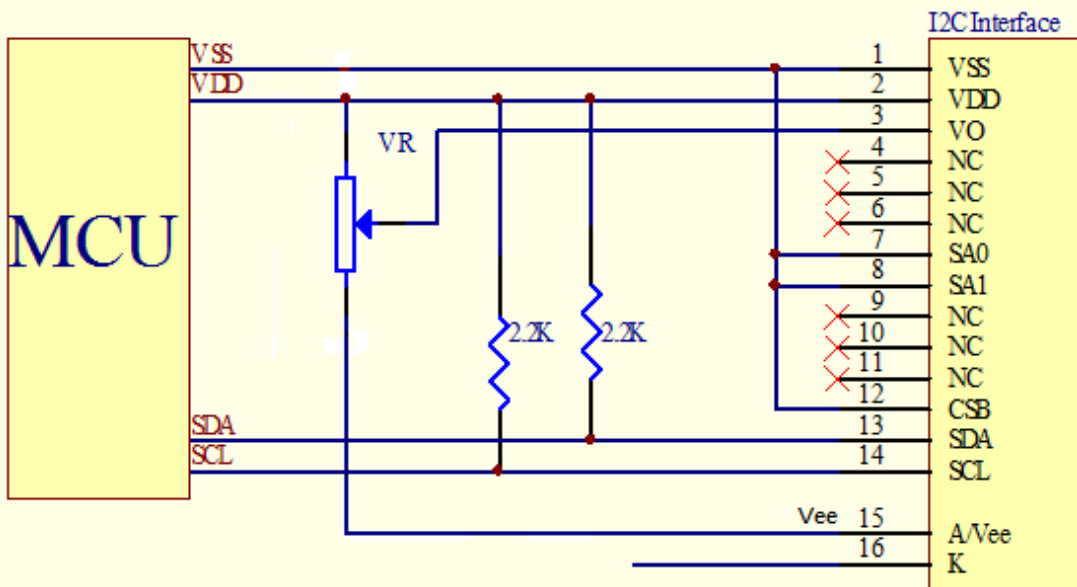 I2C Interface
VSS 1 VSS
VDD 2 VDD
VR 3 VO
4 NC
5 NC
MCU 6 NC
7 SA0
8 SA1
9 NC
2.2K 2.2K 10 NC
11 NC
12 CSB
SDA 13 SDA
SCL 14 SCL
Vee 15 A/Vee
16 K